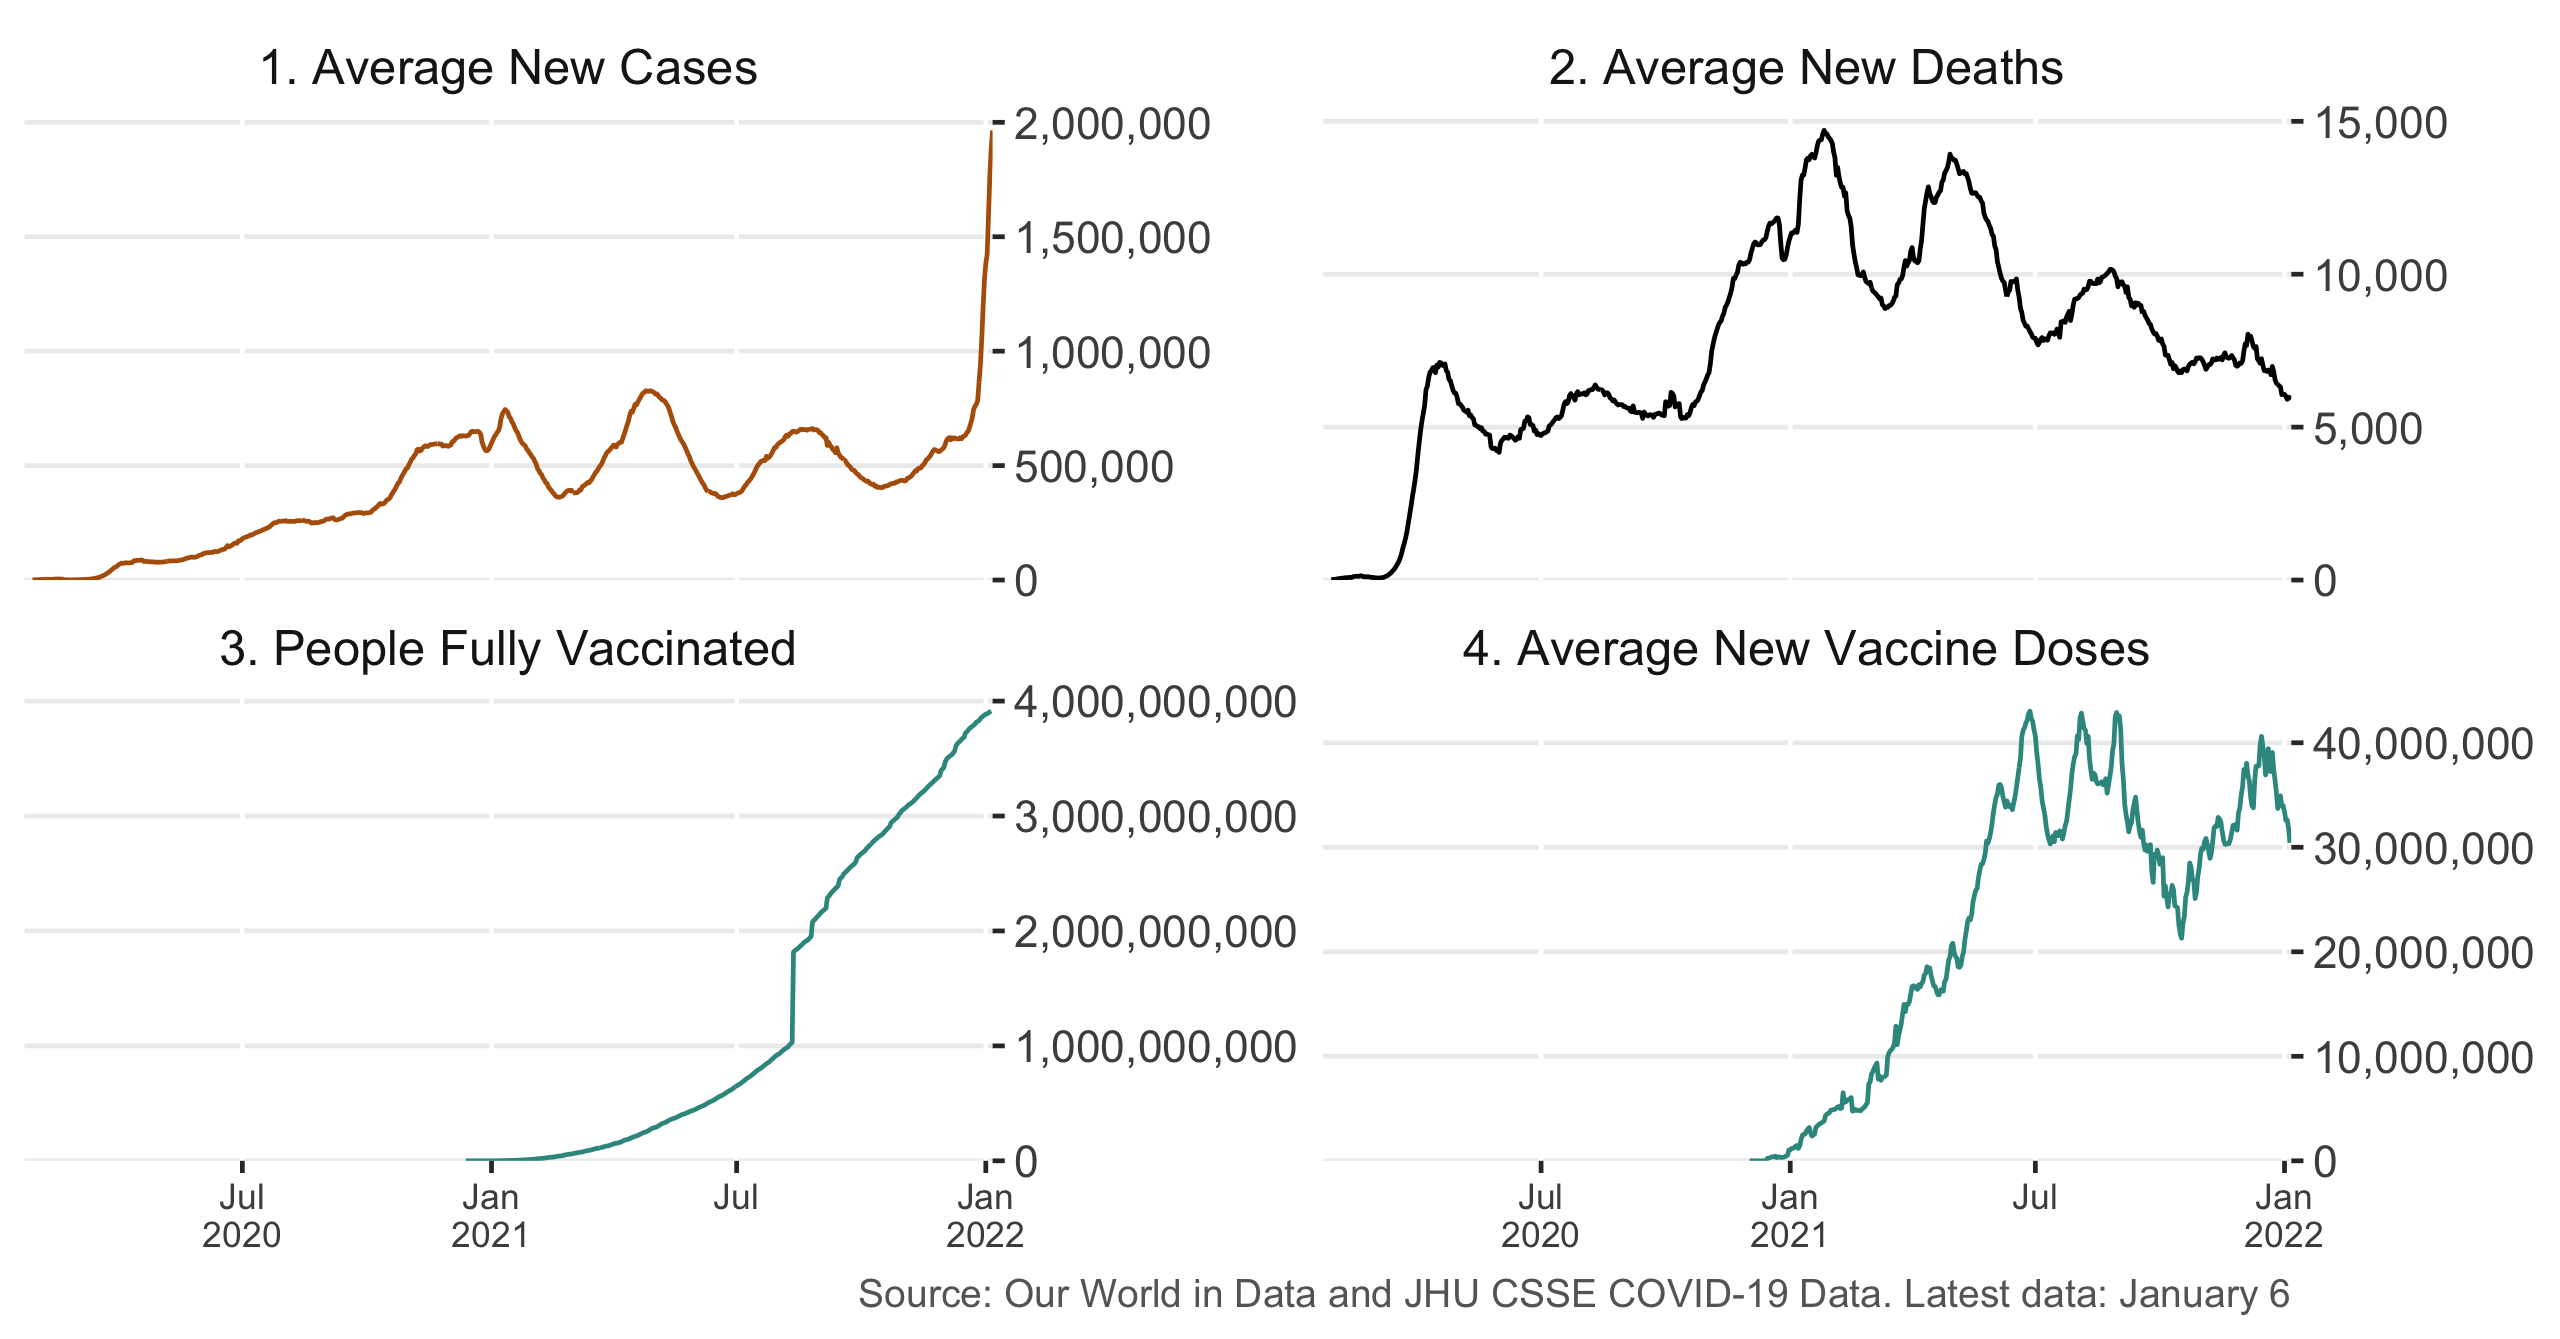 1. Average New Cases
2,000,000
1,500,000
1,000,000
500,000
0
2. Average New Deaths
15,000
10,000
5,000
0
3. People Fully Vaccinated
4,000,000,000
3,000,000,000
2,000,000,000
1,000,000,000
0
Jul Jan Jul Jan
2020 2021 2022
4. Average New Vaccine Doses
40,000,000
30,000,000
20,000,000
10,000,000
0
Jul Jan Jul Jan
2020 2021 2022
Source: Our World in Data and JHU CSSE COVID-19 Data. Latest data: January 6